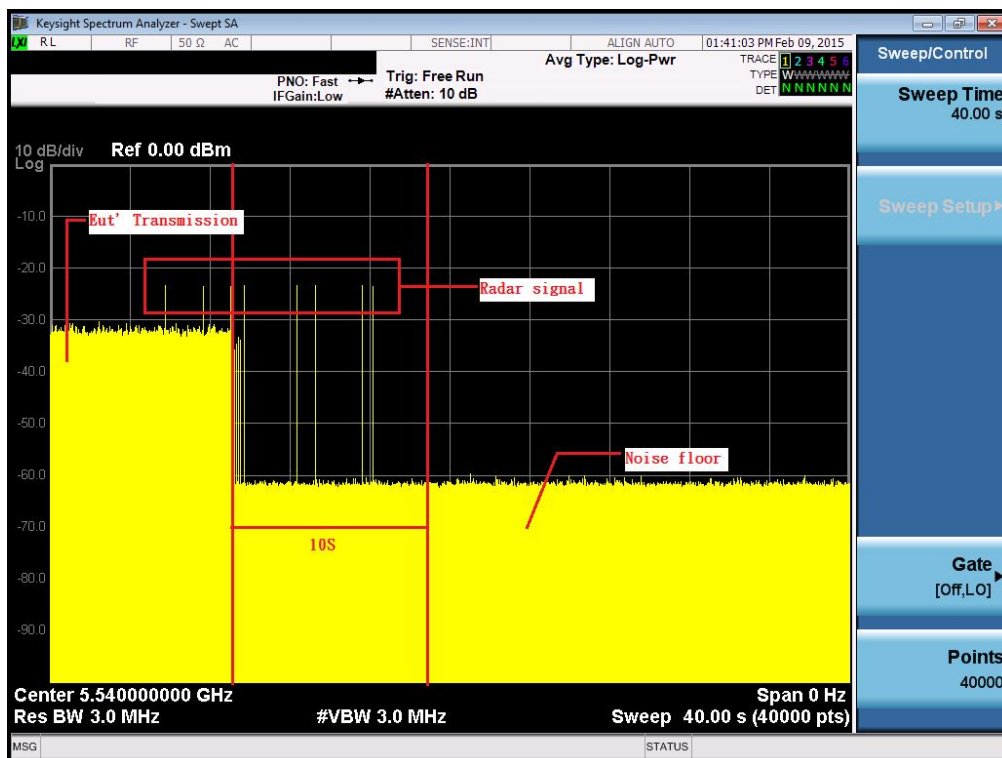 Keysight Spectrum Analyzer - Swept SA
LXI RL RF 50 Ω AC SENSE:INT ALIGN AUTO 01:41:03 PM Feb 09, 2015
PNO: Fast
IFGain:Low
Trig: Free Run
#Atten: 10 dB
Avg Type: Log-Pwr
TRACE 1 2 3 4 5 6
TYPE WWWWWW
DET N N N N N N
Sweep/Control
Sweep Time
40.00 s
Sweep Setup
Gate
[Off,LO]
Points
40000
10 dB/div
Log
Ref 0.00 dBm
-10.0
-20.0
-30.0
-40.0
-50.0
-60.0
-70.0
-80.0
-90.0
Eut' Transmission
Radar signal
Noise floor
10S
Center 5.540000000 GHz
Span 0 Hz
Res BW 3.0 MHz
#VBW 3.0 MHz
Sweep 40.00 s (40000 pts)
MSG
STATUS